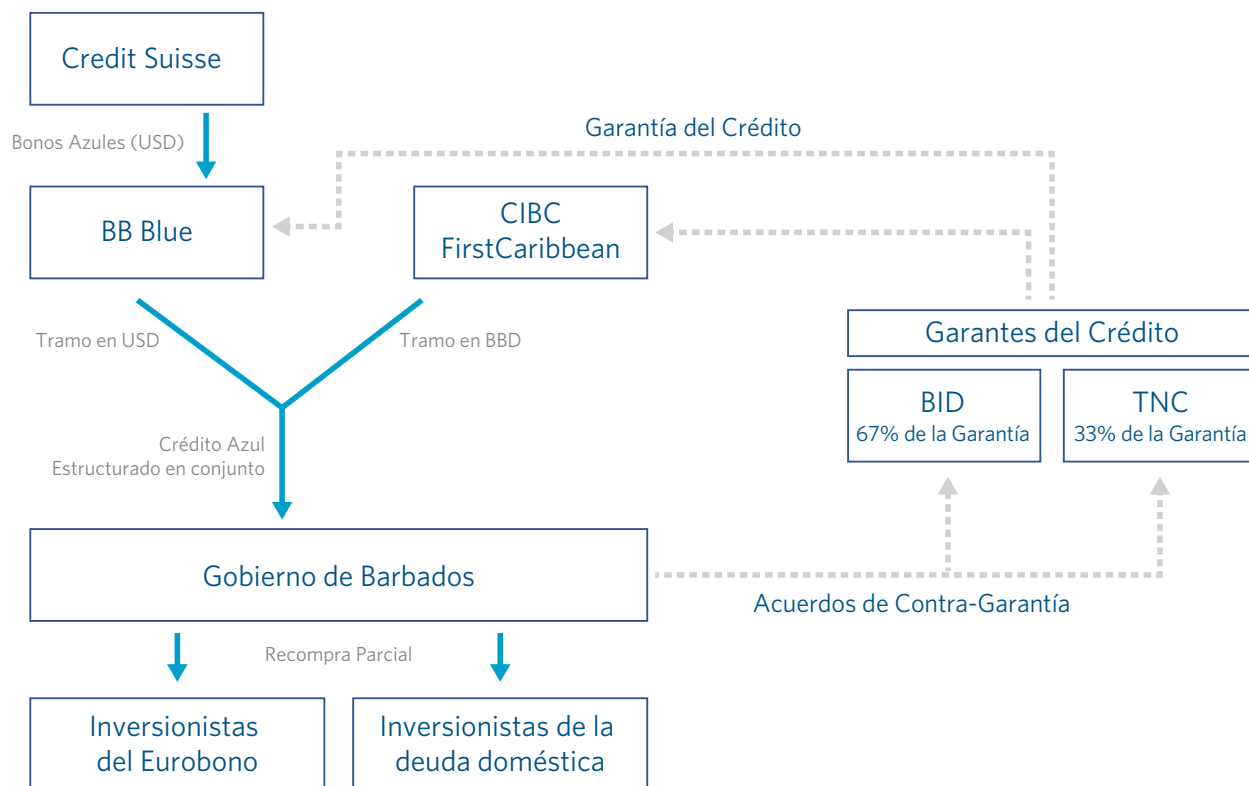 Credit Suisse
Bonos Azules (USD)
Garantía del Crédito
BB Blue
CIBC
FirstCaribbean
Tramo en USD
Tramo en BBD
Garantes del Crédito
BID
67% de la Garantía
TNC
33% de la Garantía
Crédito Azul
Estructurado en conjunto
Gobierno de Barbados
Acuerdos de Contra-Garantía
Recompra Parcial
Inversionistas
del Eurobono
Inversionistas de la
deuda doméstica